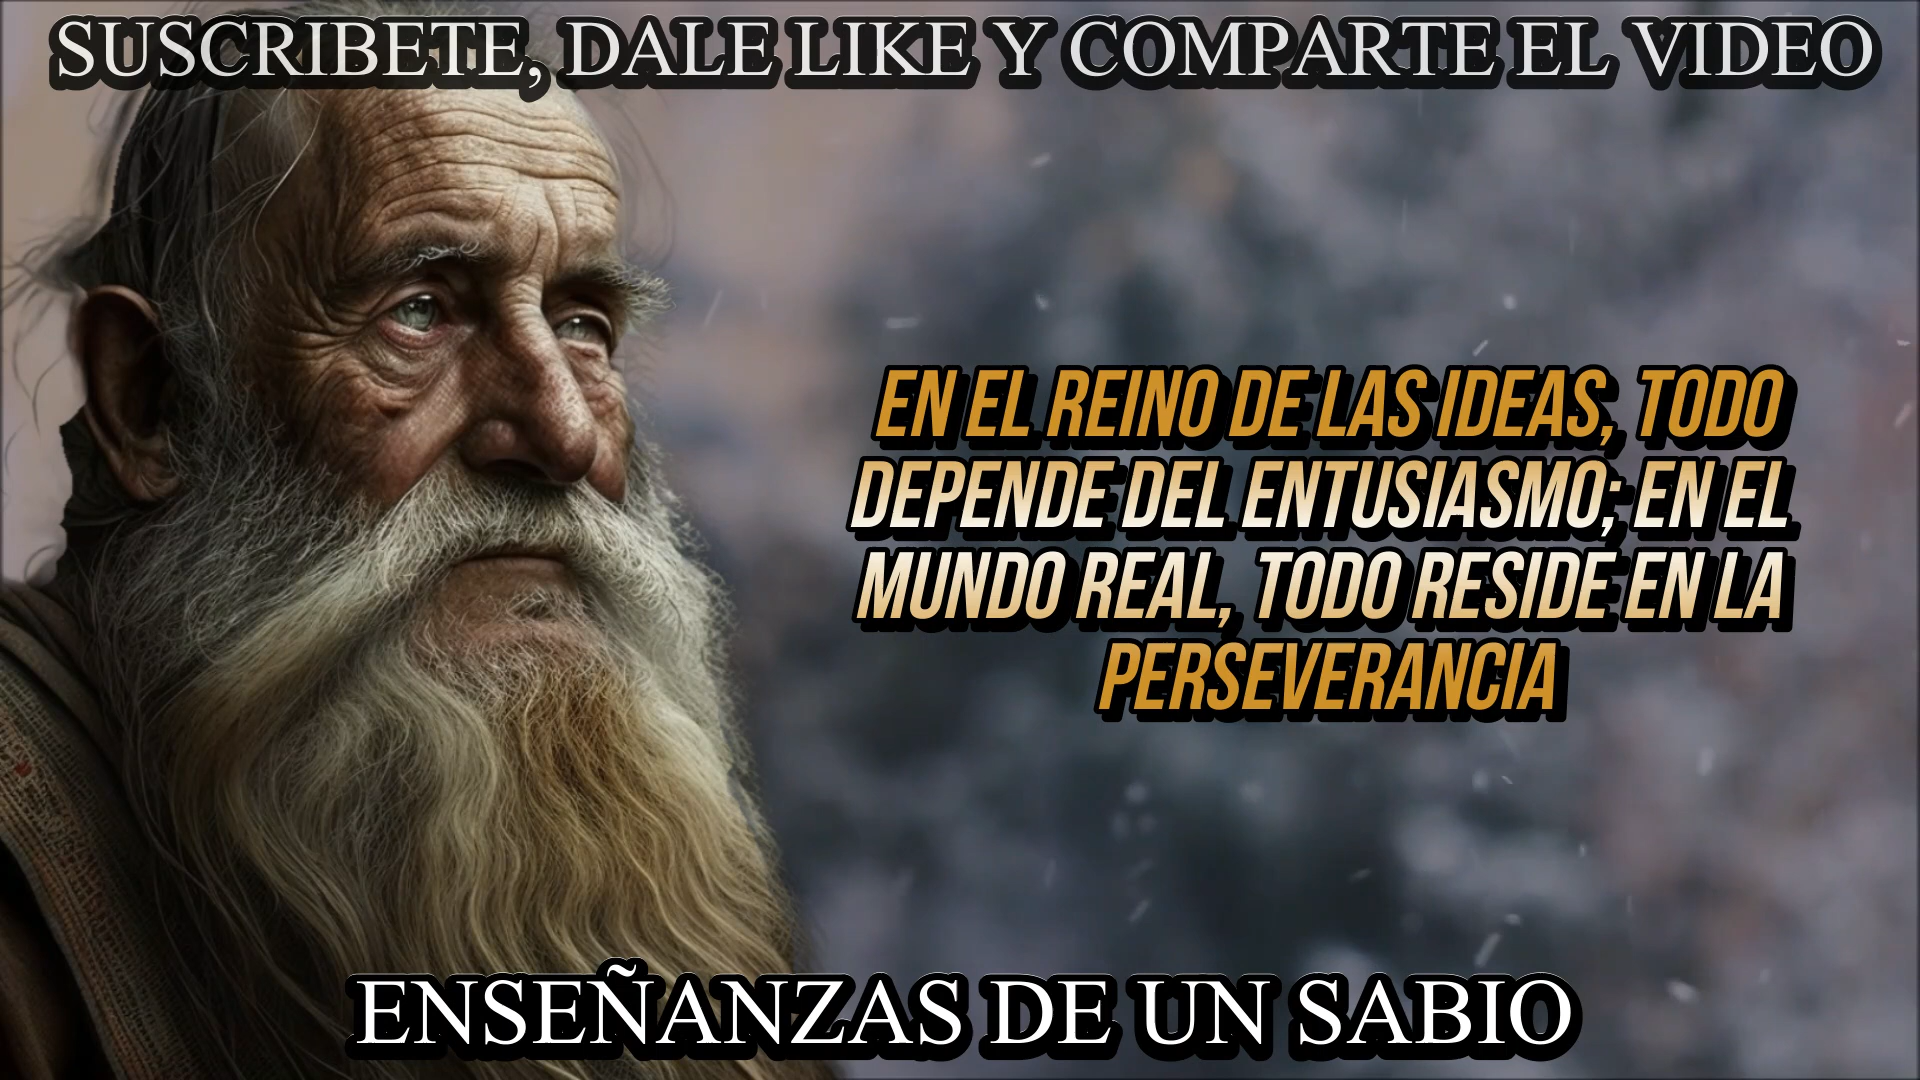 SUSCRIBETE, DALE LIKE Y COMPARTE EL VIDEO
EN EL REINO DE LAS IDEAS, TODO
DEPENDE DEL ENTUSIASMO; EN EL
MUNDO REAL, TODO RESIDE EN LA
PERSEVERANCIA
ENSEÑANZAS DE UN SABIO